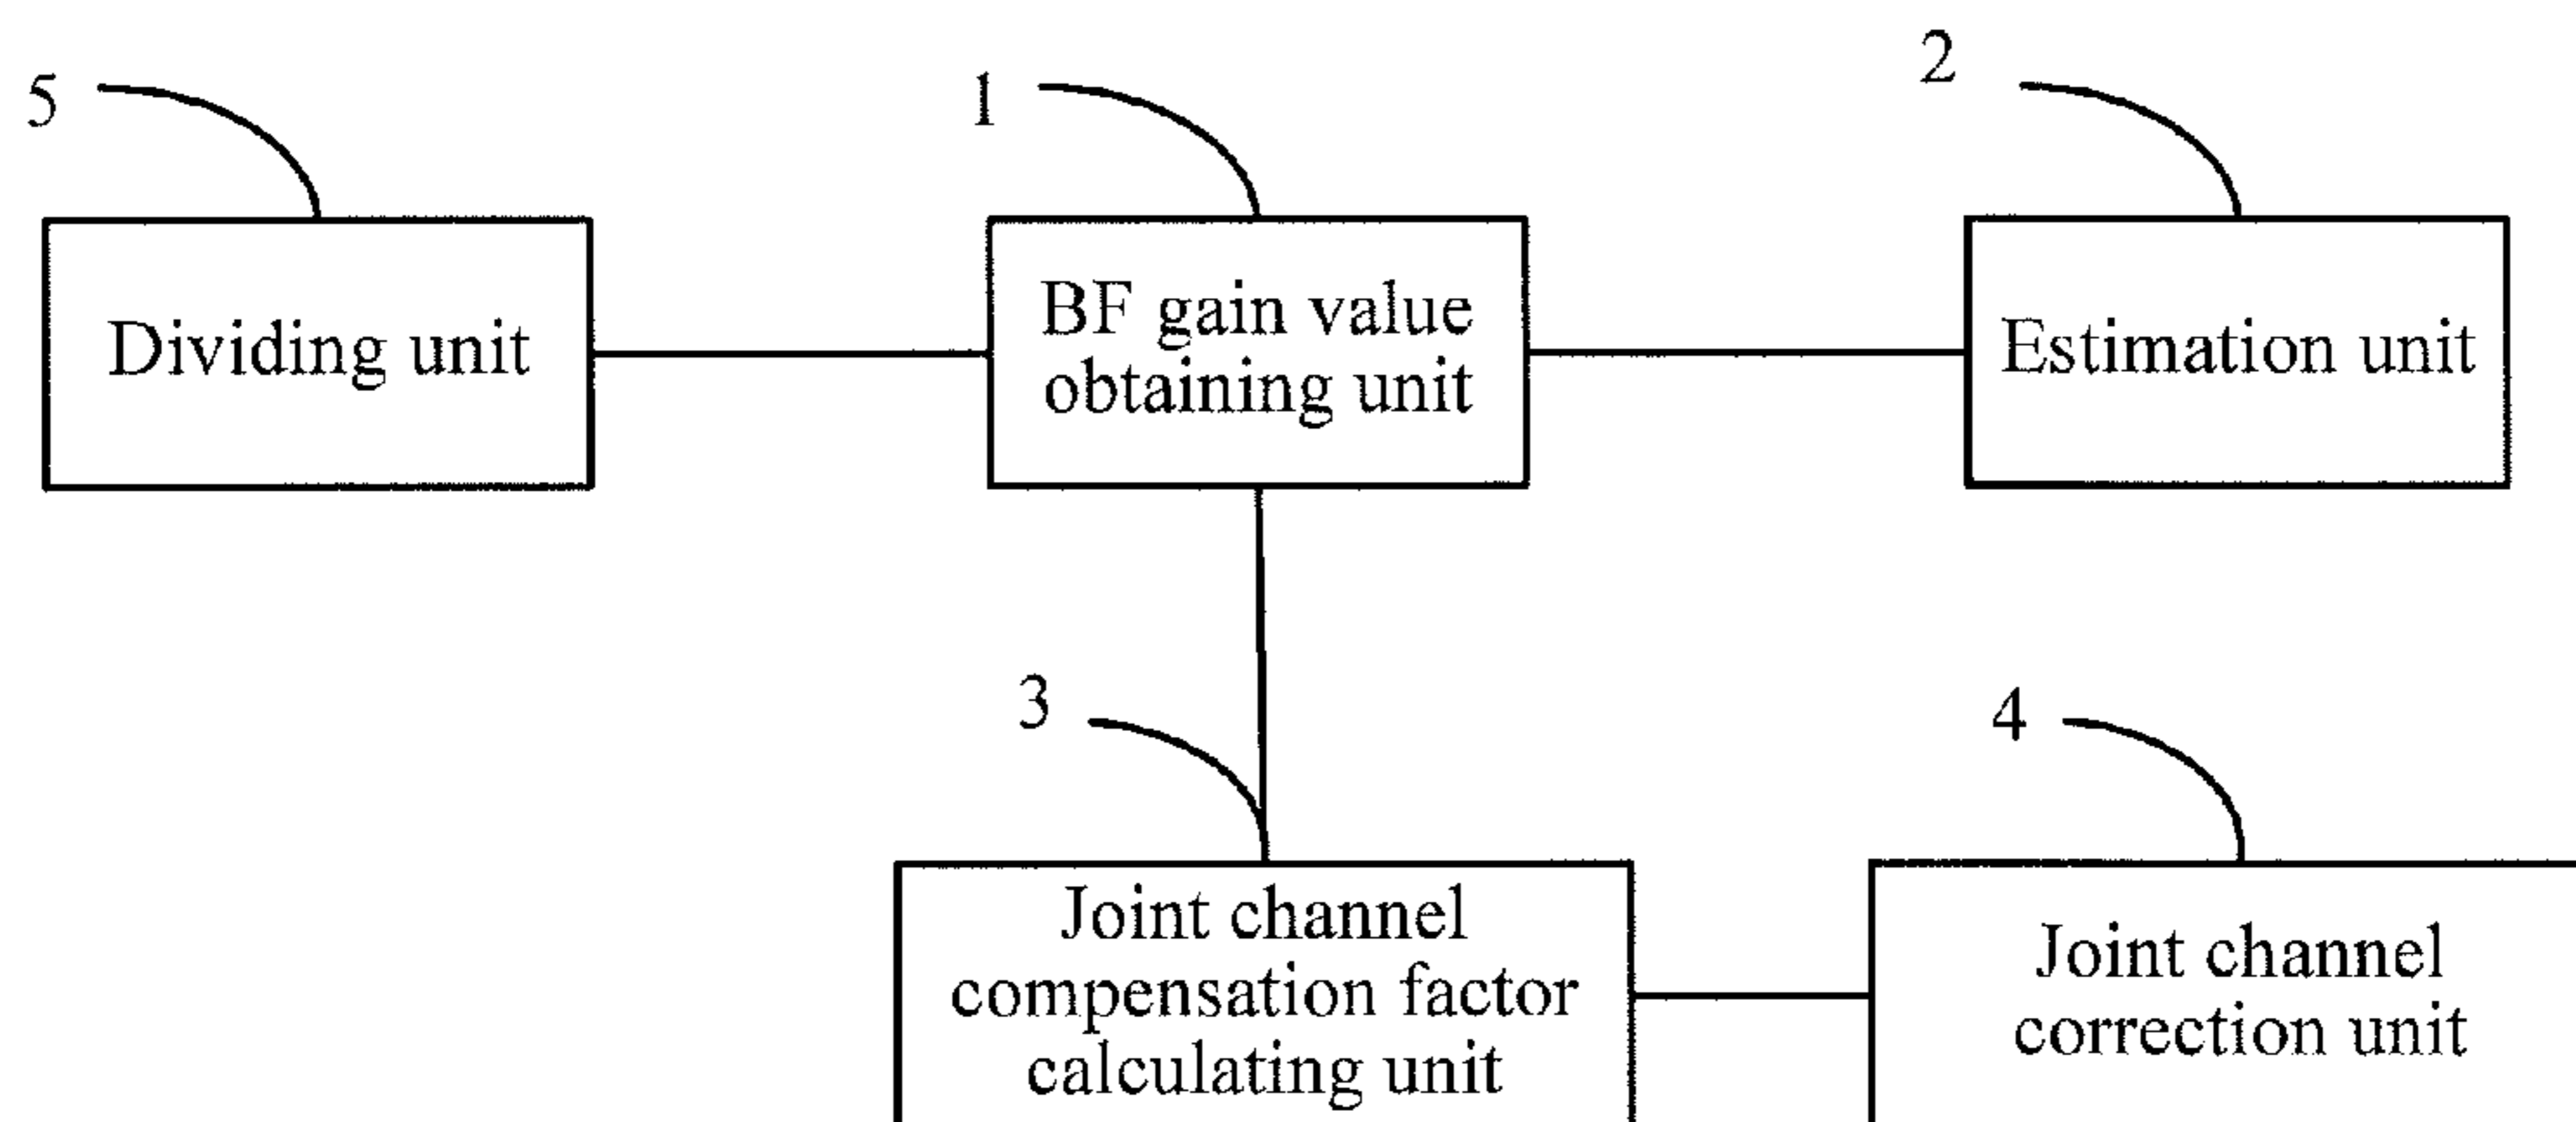 5
1
2
Dividing unit
BF gain value
obtaining unit
Estimation unit
3
4
Joint channel
compensation factor
calculating unit
Joint channel
correction unit